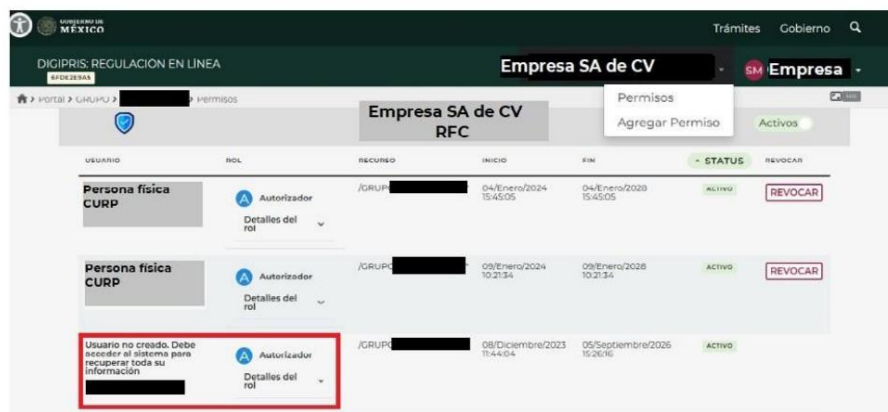 GOBIERNO DE
MÉXICO
Trámites Gobierno
DIGIPRIS: REGULACIÓN EN LÍNEA
Empresa SA de CV
SM Empresa
> Portal > GRUPO > > Permisos
Permisos
Agregar Permiso
Empresa SA de CV
RFC
Activos
USUARIO ROL RECURSO INICIO FIN STATUS REVOCAR
Persona física
CURP
A Autorizador
Detalles del
rol
/GRUPO
04/Enero/2024
15:45:05
04/Enero/2028
15:45:05
ACTIVO
REVOCAR
Persona física
CURP
A Autorizador
Detalles del
rol
/GRUPO
09/Enero/2024
10:21:34
09/Enero/2028
10:21:34
ACTIVO
REVOCAR
Usuario no creado. Debe
acceder al sistema para
recuperar toda su
información
A Autorizador
Detalles del
rol
/GRUPO
08/Diciembre/2023
11:44:04
05/Septiembre/2026
15:26:16
ACTIVO